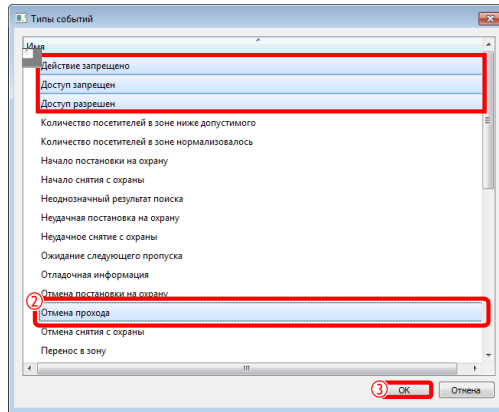 Типы событий
Имя
Действие запрещено
Доступ запрещен
Доступ разрешен
Количество посетителей в зоне ниже допустимого
Количество посетителей в зоне нормализовалось
Начало постановки на охрану
Начало снятия с охраны
Неоднозначный результат поиска
Неудачная постановка на охрану
Неудачное снятие с охраны
Ожидание следующего пропуска
Отладочная информация
Отмена постановки на охрану
2
Отмена прохода
Отмена снятия с охраны
Перенос в зону
3 OK Отмена